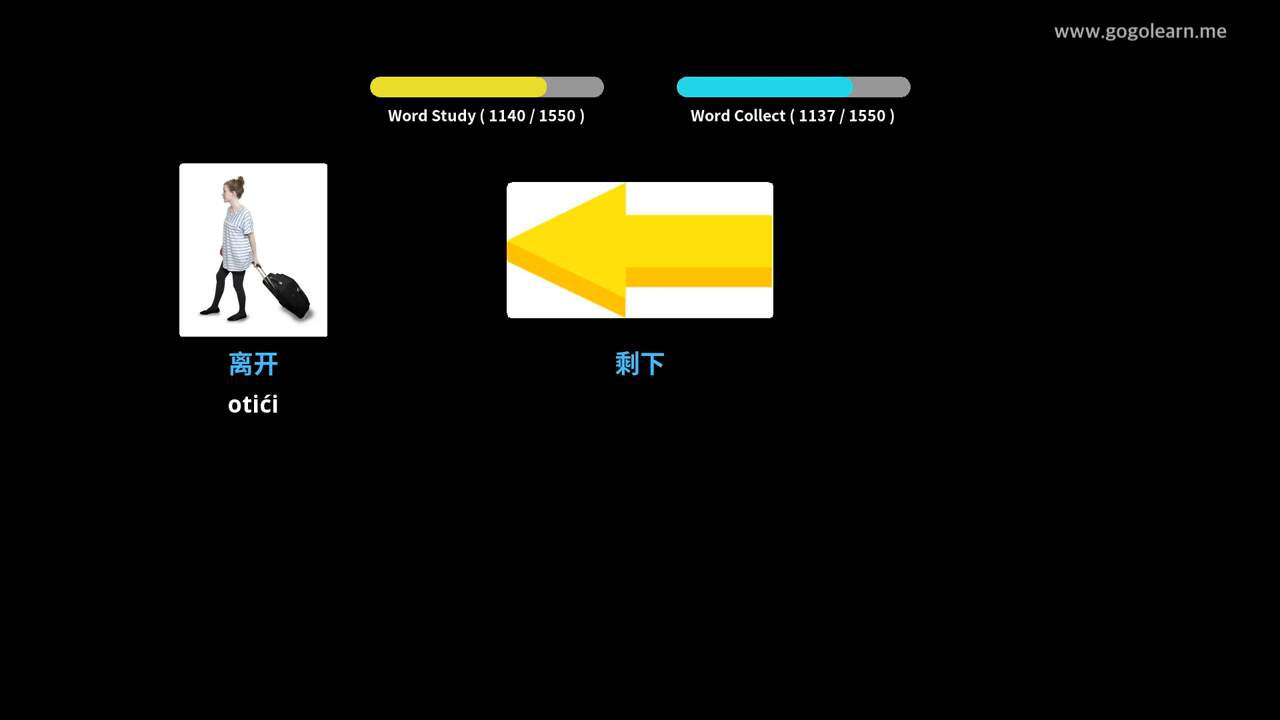 www.gogolearn.me
Word Study ( 1140 / 1550 )
Word Collect ( 1137 / 1550 )
离开
otići
剩下